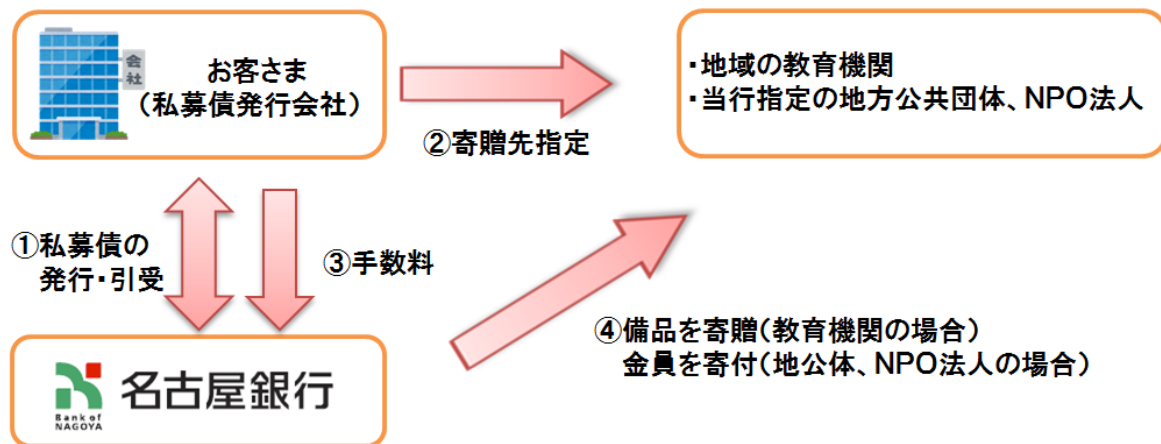 会
社
お客さま
（私募債発行会社）
・地域の教育機関
・当行指定の地方公共団体、NPO法人
②寄贈先指定
①私募債の
発行・引受
③手数料
④備品を寄贈（教育機関の場合）
金員を寄付（地公体、NPO法人の場合）
名古屋銀行
Bank of
NAGOYA